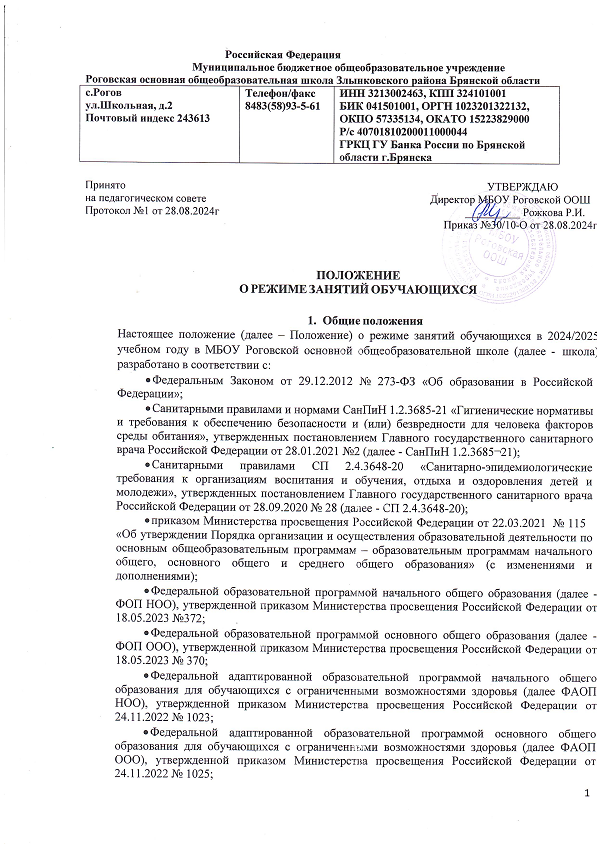 Российская Федерация
Муниципальное бюджетное общеобразовательное учреждение
Роговская основная общеобразовательная школа Злынковского района Брянской области
с.Рогов
ул.Школьная, д.2
Почтовый индекс 243613
Телефон/факс
8483(58)93-5-61
ИНН 3213002463, КПП 324101001
БИК 041501001, ОРГН 1023201322132,
ОКПО 57335134, ОКАТО 15223829000
Р/с 40701810200011000044
ГРКЦ ГУ Банка России по Брянской
области г.Брянска
Принято
на педагогическом совете
Протокол №1 от 28.08.2024г
УТВЕРЖДАЮ
Директор МБОУ Роговской ООШ
Рожкова Р.И.
Приказ №30/10-О от 28.08.2024г
МБОУ
Роговская
ООШ
ПОЛОЖЕНИЕ
О РЕЖИМЕ ЗАНЯТИЙ ОБУЧАЮЩИХСЯ
1. Общие положения
Настоящее положение (далее – Положение) о режиме занятий обучающихся в 2024/2025
учебном году в МБОУ Роговской основной общеобразовательной школе (далее - школа)
разработано в соответствии с:
• Федеральным Законом от 29.12.2012 № 273-ФЗ «Об образовании в Российской
Федерации»;
• Санитарными правилами и нормами СанПиН 1.2.3685-21 «Гигиенические нормативы
и требования к обеспечению безопасности и (или) безвредности для человека факторов
среды обитания», утвержденных постановлением Главного государственного санитарного
врача Российской Федерации от 28.01.2021 №2 (далее - СанПиН 1.2.3685-21);
• Санитарными правилами СП 2.4.3648-20 «Санитарно-эпидемиологические
требования к организациям воспитания и обучения, отдыха и оздоровления детей и
молодежи», утвержденных постановлением Главного государственного санитарного врача
Российской Федерации от 28.09.2020 № 28 (далее - СП 2.4.3648-20);
• приказом Министерства просвещения Российской Федерации от 22.03.2021 № 115
«Об утверждении Порядка организации и осуществления образовательной деятельности по
основным общеобразовательным программам – образовательным программам начального
общего, основного общего и среднего общего образования» (с изменениями и
дополнениями);
• Федеральной образовательной программой начального общего образования (далее -
ФОП НОО), утвержденной приказом Министерства просвещения Российской Федерации от
18.05.2023 №372;
• Федеральной образовательной программой основного общего образования (далее -
ФОП ООО), утвержденной приказом Министерства просвещения Российской Федерации от
18.05.2023 № 370;
• Федеральной адаптированной образовательной программой начального общего
образования для обучающихся с ограниченными возможностями здоровья (далее ФАОП
НОО), утвержденной приказом Министерства просвещения Российской Федерации от
24.11.2022 № 1023;
• Федеральной адаптированной образовательной программой основного общего
образования для обучающихся с ограниченными возможностями здоровья (далее ФАОП
ООО), утвержденной приказом Министерства просвещения Российской Федерации от
24.11.2022 № 1025;
1